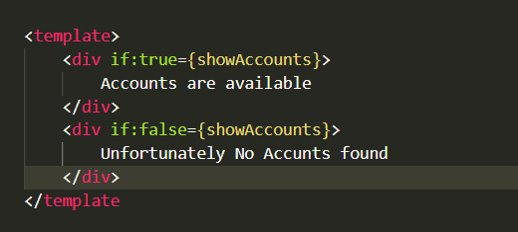 <template>
<div if:true={showAccounts}>
Accounts are available
</div>
<div if:false={showAccounts}>
Unfortunately No Accunts found
</div>
</template